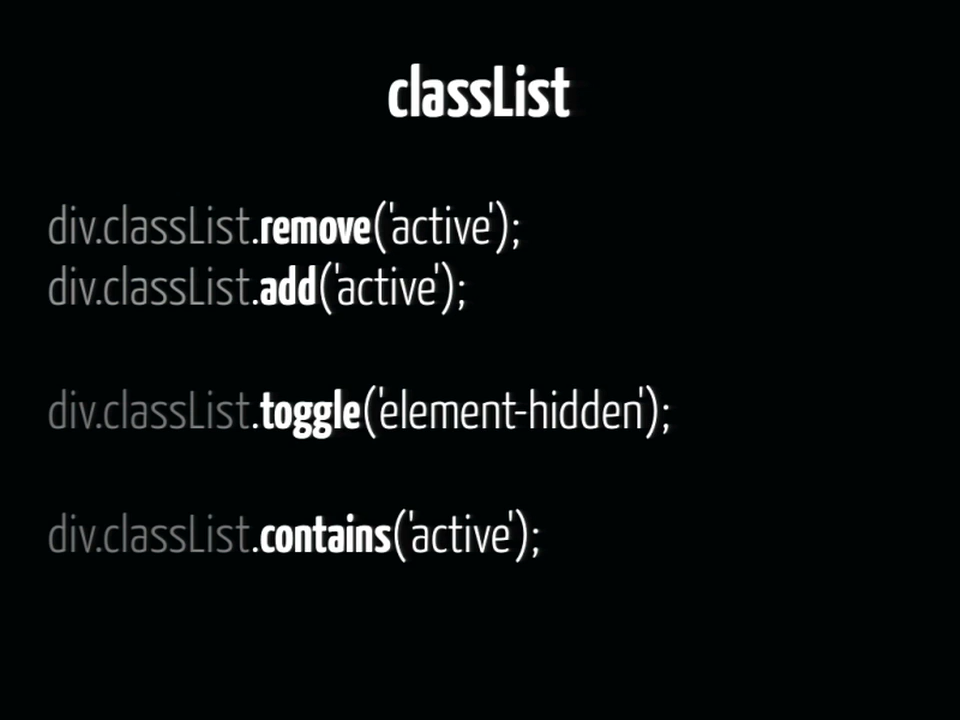 classList
div.classList.remove('active');
div.classList.add('active');
div.classList.toggle('element-hidden');
div.classList.contains('active');